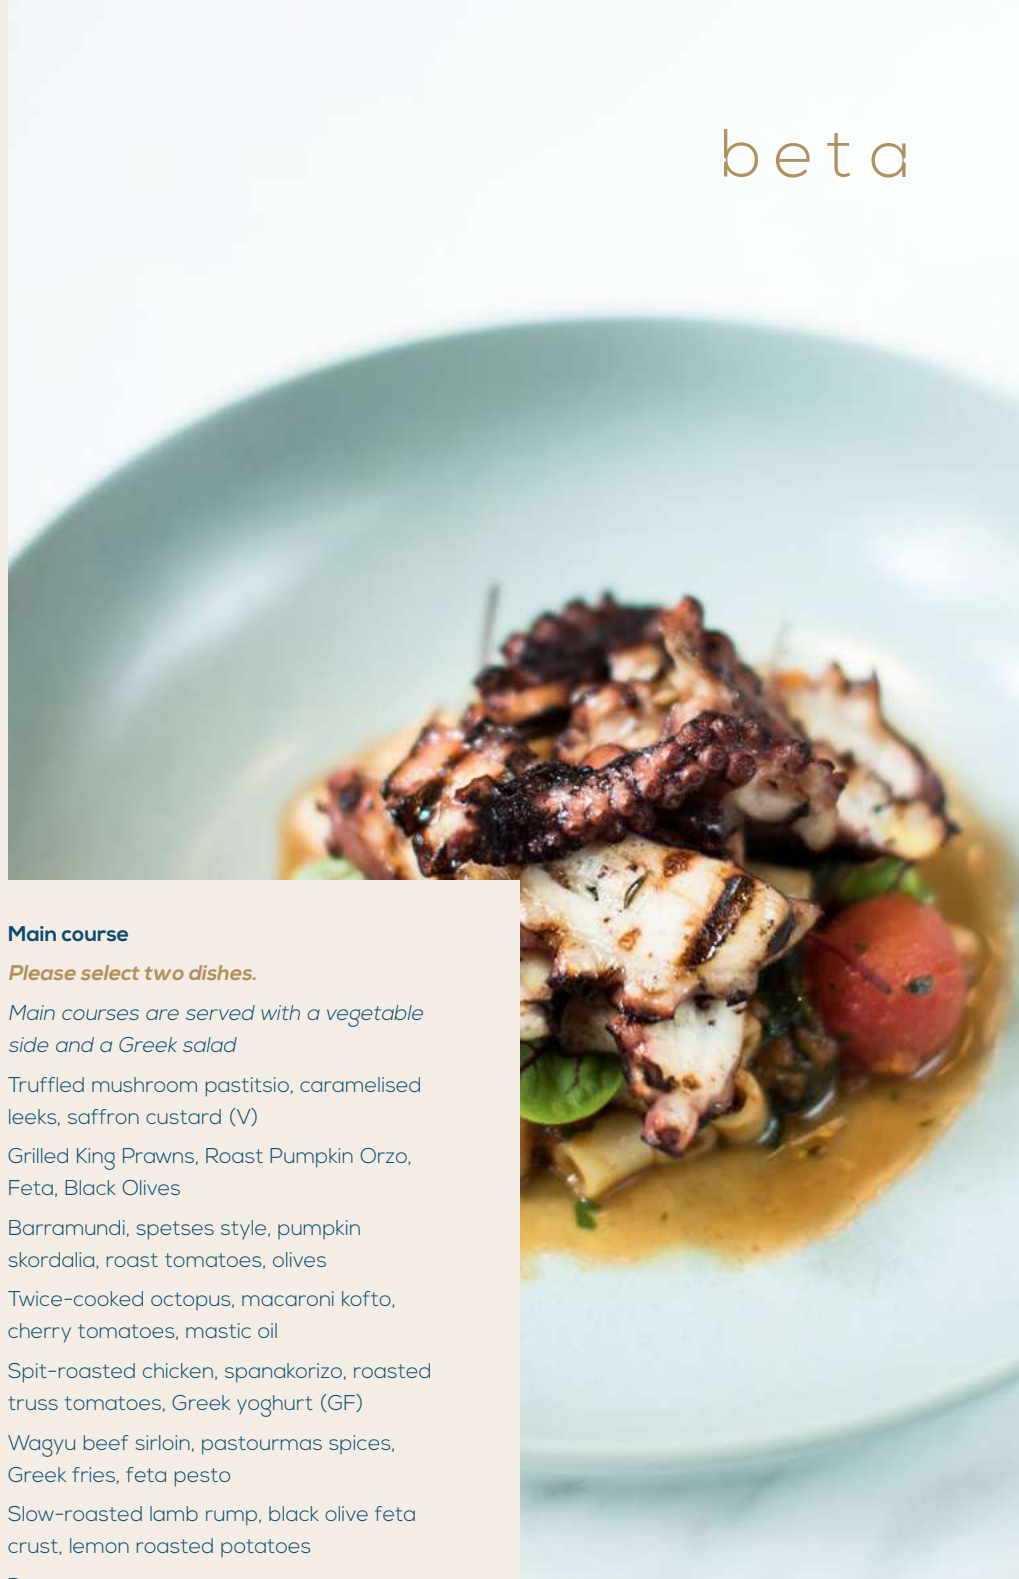 beta
Main course
Please select two dishes.
Main courses are served with a vegetable
side and a Greek salad
Truffled mushroom pastitsio, caramelised
leeks, saffron custard (V)
Grilled King Prawns, Roast Pumpkin Orzo,
Feta, Black Olives
Barramundi, spetses style, pumpkin
skordalia, roast tomatoes, olives
Twice-cooked octopus, macaroni kofto,
cherry tomatoes, mastic oil
Spit-roasted chicken, spanakorizo, roasted
truss tomatoes, Greek yoghurt (GF)
Wagyu beef sirloin, pastourmas spices,
Greek fries, feta pesto
Slow-roasted lamb rump, black olive feta
crust, lemon roasted potatoes